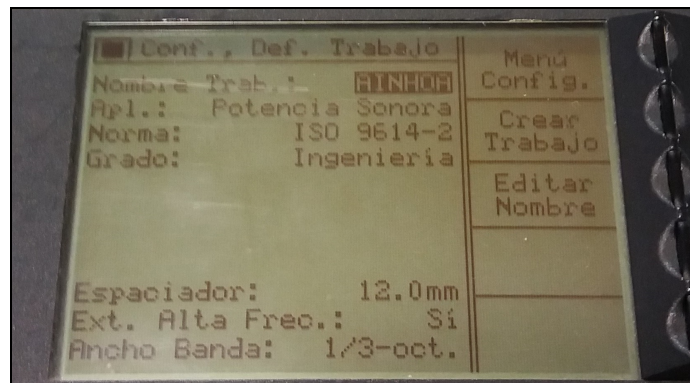 Conf., Def. Trabajo
Nombre Trab.: AINHOA
Apl.: Potencia Sonora
Norma: ISO 9614-2
Grado: Ingeniería
Espaciador: 12.0mm
Ext. Alta Frec.: Sí
Ancho Banda: 1/3-oct.
Menú
Config.
Crear
Trabajo
Editar
Nombre